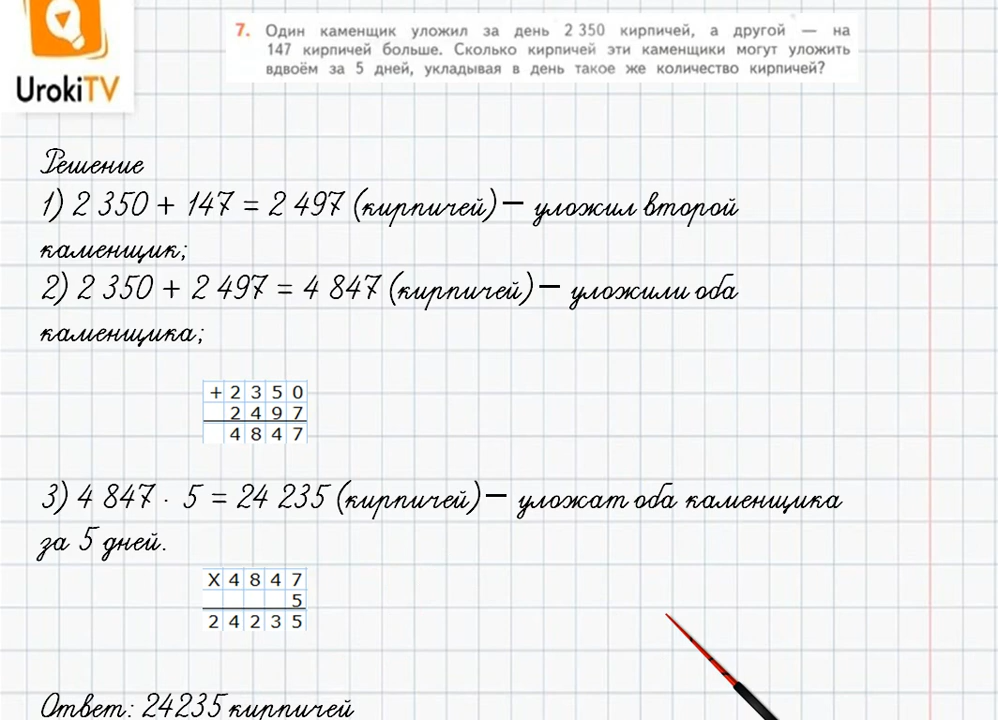 UrokiTV
7. Один каменщик уложил за день 2 350 кирпичей, а другой — на
147 кирпичей больше. Сколько кирпичей эти каменщики могут уложить
вдвоём за 5 дней, укладывая в день такое же количество кирпичей?
Решение
1) 2 350 + 147 = 2 497 (кирпичей) – уложил второй
каменщик;
2) 2 350 + 2 497 = 4 847 (кирпичей) – уложили оба
каменщика;
+ 2 3 5 0
2 4 9 7
4 8 4 7
3) 4 847 · 5 = 24 235 (кирпичей) – уложат оба каменщика
за 5 дней.
X 4 8 4 7
5
2 4 2 3 5
Ответ: 24235 кирпичей